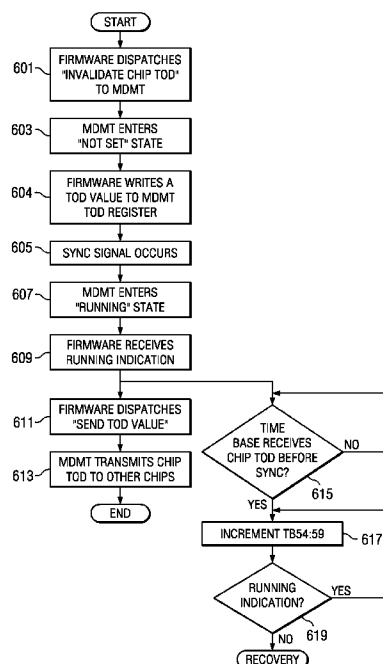 START
601
FIRMWARE DISPATCHES
"INVALIDATE CHIP TOD"
TO MDMT
603
MDMT ENTERS
"NOT SET" STATE
604
FIRMWARE WRITES A
TOD VALUE TO MDMT
TOD REGISTER
605
SYNC SIGNAL OCCURS
607
MDMT ENTERS
"RUNNING" STATE
609
FIRMWARE RECEIVES
RUNNING INDICATION
611
FIRMWARE DISPATCHES
"SEND TOD VALUE"
613
MDMT TRANSMITS CHIP
TOD TO OTHER CHIPS
END
TIME
BASE RECEIVES
CHIP TOD BEFORE
SYNC?
NO
615
YES
INCREMENT TB54:59
617
RUNNING
INDICATION?
YES
619
NO
RECOVERY